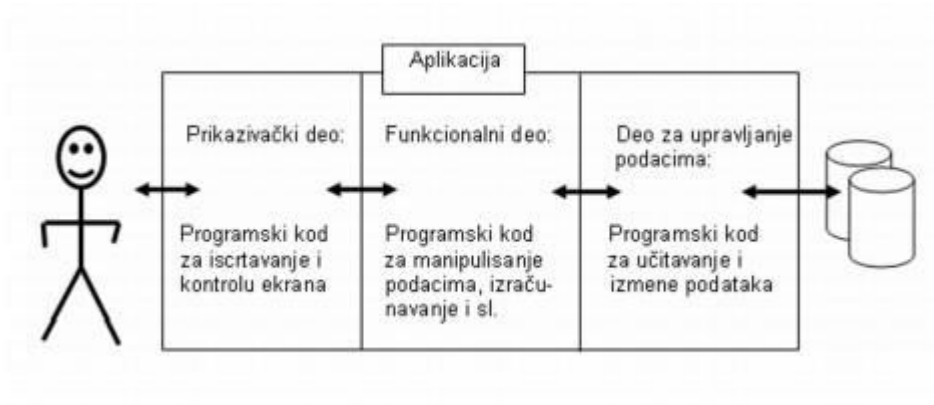 Aplikacija
Prikazivački deo:
Programski kod
za iscrtavanje i
kontrolu ekrana
Funkcionalni deo:
Programski kod
za manipulisanje
podacima, izraču-
navanje i sl.
Deo za upravljanje
podacima:
Programski kod
za učitavanje i
izmene podataka